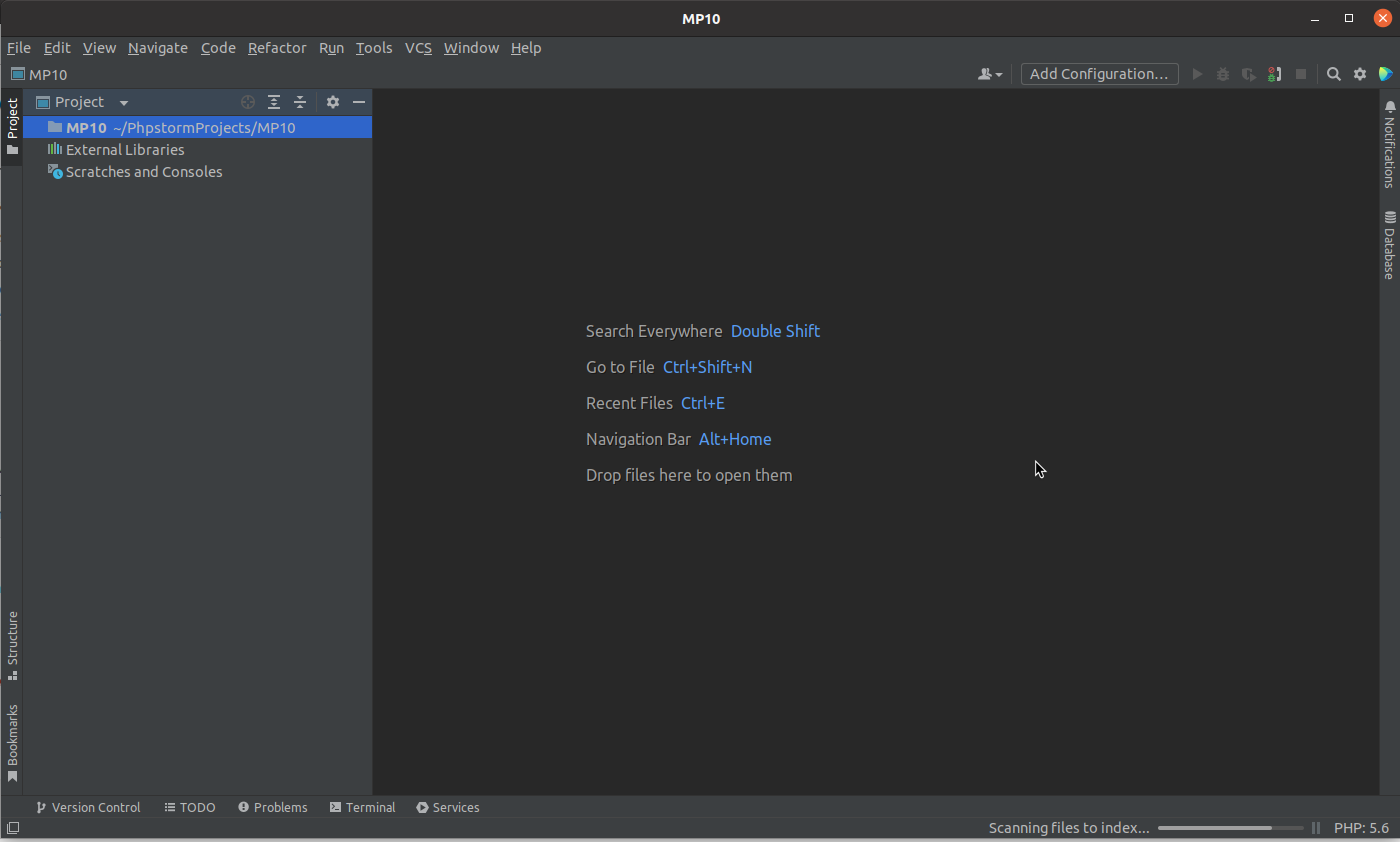 MP10
File Edit View Navigate Code Refactor Run Tools VCS Window Help
MP10
Add Configuration...
Project
Project
MP10 ~/PhpstormProjects/MP10
External Libraries
Scratches and Consoles
Notifications
Database
Search Everywhere Double Shift
Go to File Ctrl+Shift+N
Recent Files Ctrl+E
Navigation Bar Alt+Home
Drop files here to open them
Structure
Bookmarks
Version Control TODO Problems Terminal Services
Scanning files to index... PHP: 5.6